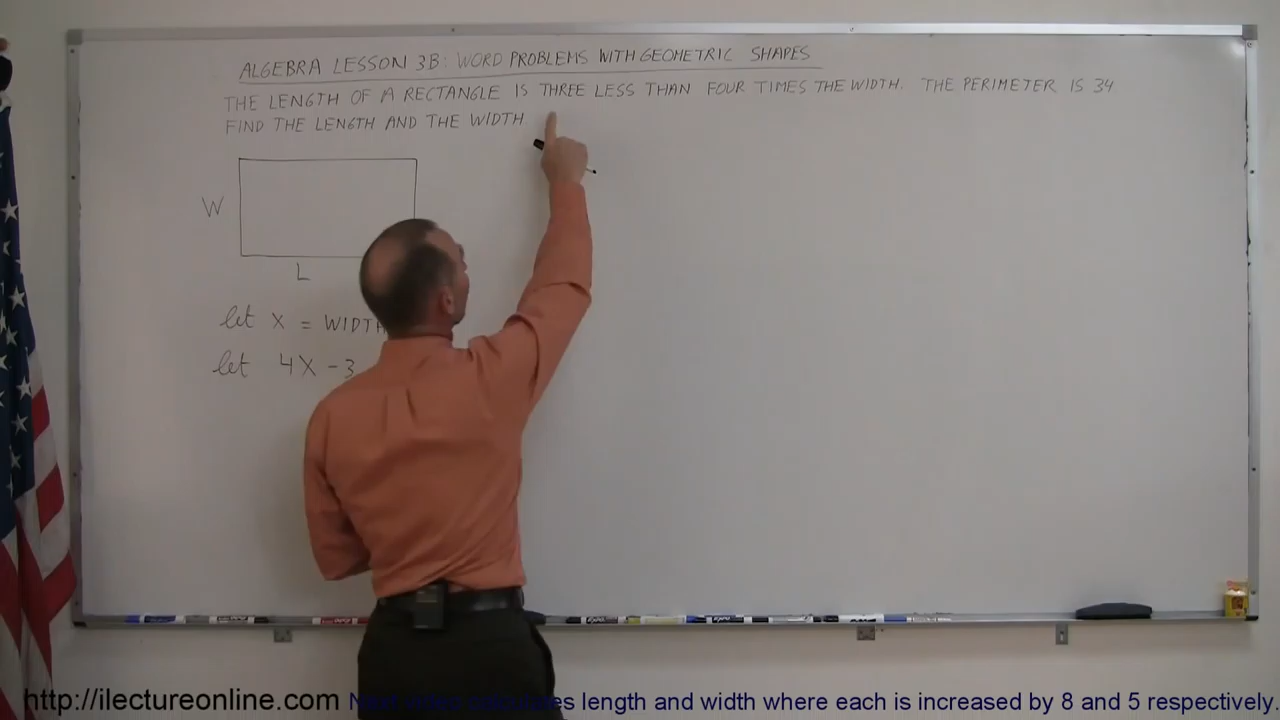 ALGEBRA LESSON 3B: WORD PROBLEMS WITH GEOMETRIC SHAPES
THE LENGTH OF A RECTANGLE IS THREE LESS THAN FOUR TIMES THE WIDTH. THE PERIMETER IS 34
FIND THE LENGTH AND THE WIDTH
W
L
let X = WIDTH
let 4X - 3
http://ilectureonline.com Next video calculates length and width where each is increased by 8 and 5 respectively.